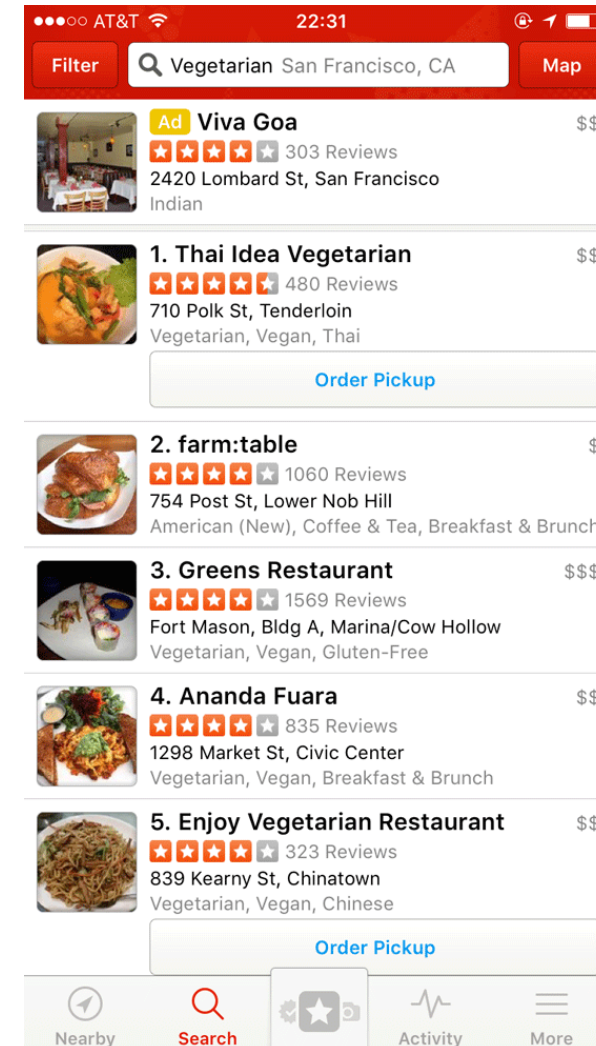 AT&T 22:31
Filter Vegetarian San Francisco, CA Map
Ad Viva Goa $$
303 Reviews
2420 Lombard St, San Francisco
Indian
1. Thai Idea Vegetarian $$
480 Reviews
710 Polk St, Tenderloin
Vegetarian, Vegan, Thai
Order Pickup
2. farm:table $
1060 Reviews
754 Post St, Lower Nob Hill
American (New), Coffee & Tea, Breakfast & Brunch
3. Greens Restaurant $$$
1569 Reviews
Fort Mason, Bldg A, Marina/Cow Hollow
Vegetarian, Vegan, Gluten-Free
4. Ananda Fuara $$
835 Reviews
1298 Market St, Civic Center
Vegetarian, Vegan, Breakfast & Brunch
5. Enjoy Vegetarian Restaurant $$
323 Reviews
839 Kearny St, Chinatown
Vegetarian, Vegan, Chinese
Order Pickup
Nearby Search Activity More